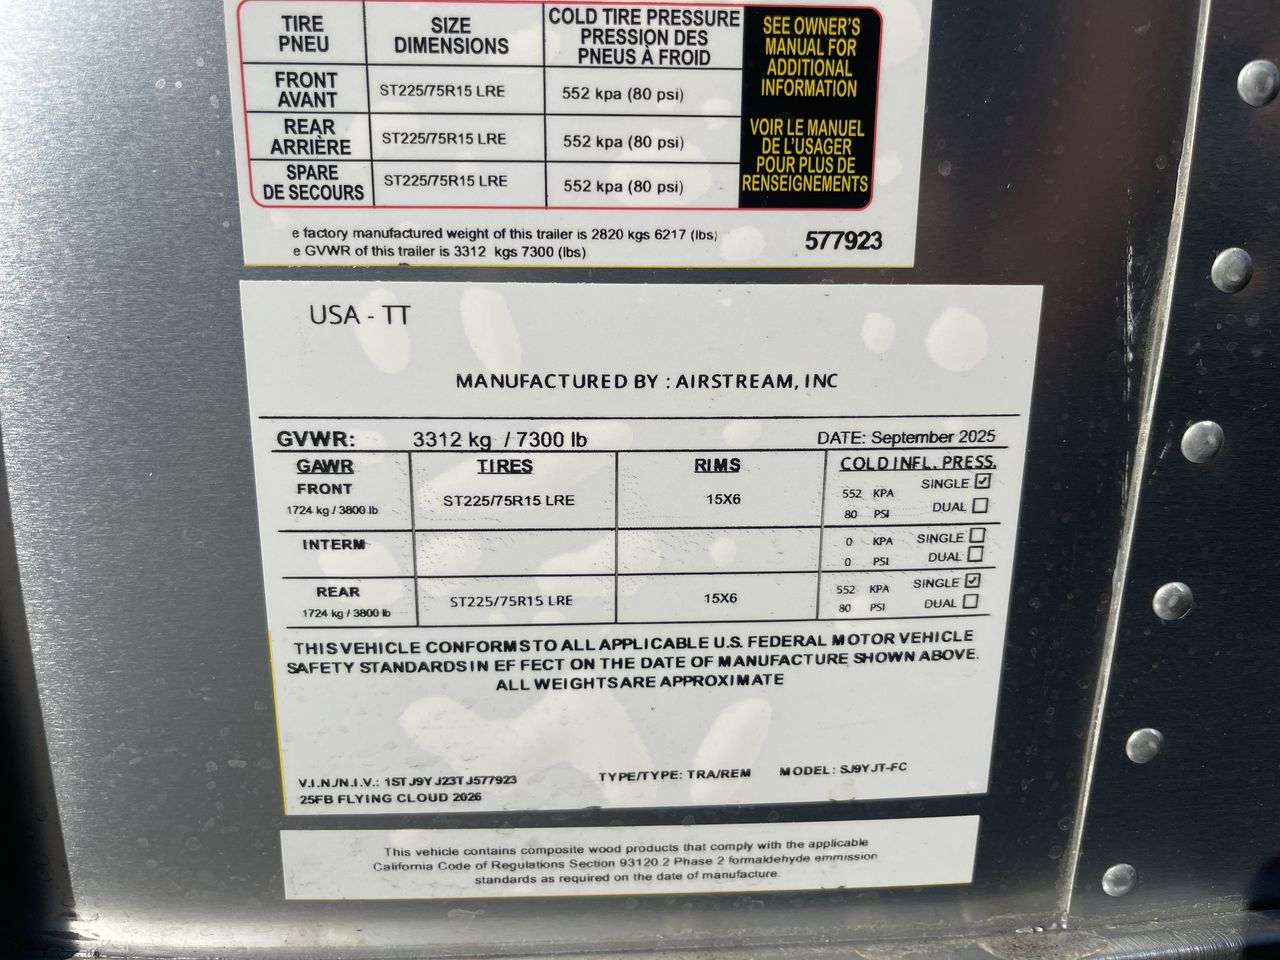 TIRE PNEU SIZE DIMENSIONS COLD TIRE PRESSURE PRESSION DES PNEUS À FROID
FRONT AVANT ST225/75R15 LRE 552 kpa (80 psi)
REAR ARRIÈRE ST225/75R15 LRE 552 kpa (80 psi)
SPARE DE SECOURS ST225/75R15 LRE 552 kpa (80 psi)
SEE OWNER'S
MANUAL FOR
ADDITIONAL
INFORMATION
VOIR LE MANUEL
DE L'USAGER
POUR PLUS DE
RENSEIGNEMENTS
e factory manufactured weight of this trailer is 2820 kgs 6217 (lbs)
e GVWR of this trailer is 3312 kgs 7300 (lbs)
577923
USA - TT
MANUFACTURED BY : AIRSTREAM, INC
GVWR: 3312 kg / 7300 lb DATE: September 2025
GAWR TIRES RIMS COLD INFL. PRESS.
FRONT 1724 kg / 3800 lb ST225/75R15 LRE 15X6 552 KPA 80 PSI SINGLE ☑ DUAL ☐
INTERM 0 KPA 0 PSI SINGLE ☐ DUAL ☐
REAR 1724 kg / 3800 lb ST225/75R15 LRE 15X6 552 KPA 80 PSI SINGLE ☑ DUAL ☐
THIS VEHICLE CONFORMS TO ALL APPLICABLE U.S. FEDERAL MOTOR VEHICLE
SAFETY STANDARDS IN EFFECT ON THE DATE OF MANUFACTURE SHOWN ABOVE.
ALL WEIGHTS ARE APPROXIMATE
V.I.N./N.I.V.: 1STJ9YJ23TJ577923 TYPE/TYPE: TRA/REM MODEL: SJ9YJT-FC
25FB FLYING CLOUD 2026
This vehicle contains composite wood products that comply with the applicable
California Code of Regulations Section 93120.2 Phase 2 formaldehyde emmission
standards as required on the date of manufacture.